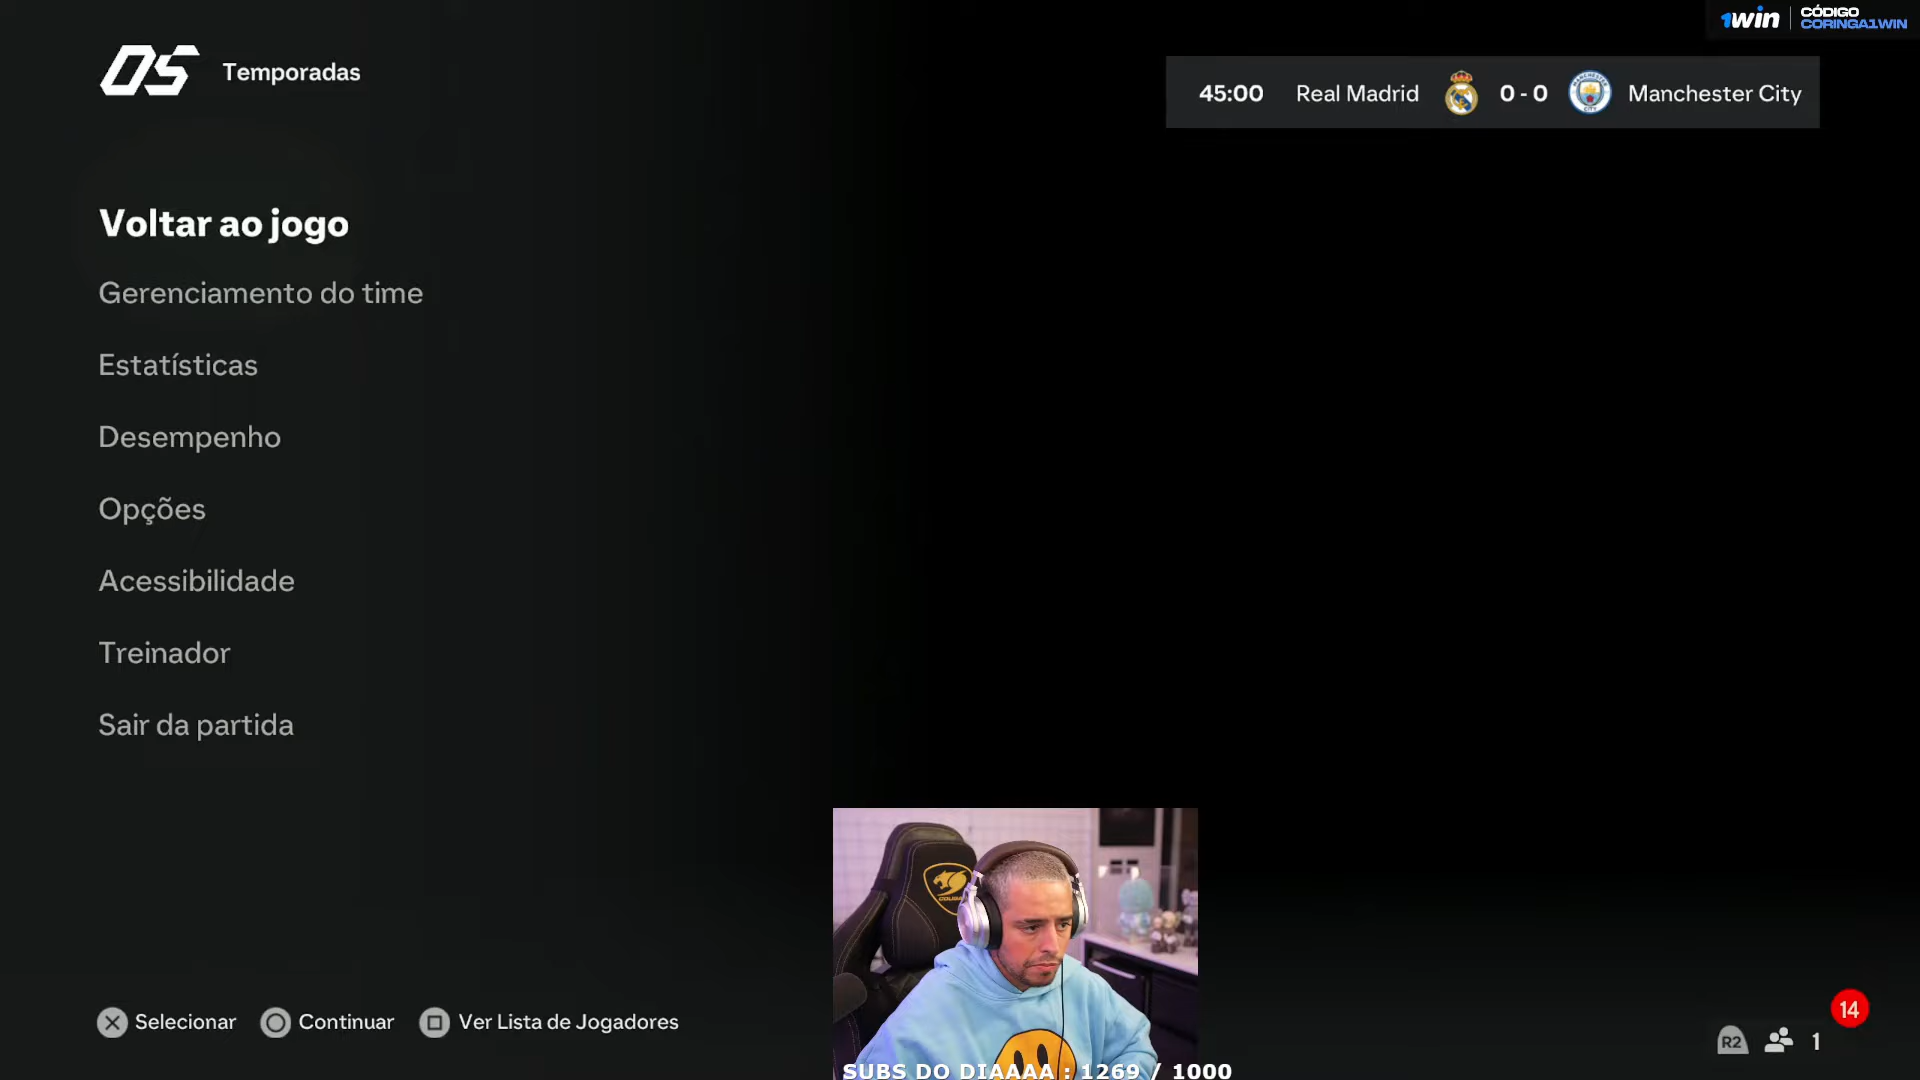 1win
CÓDIGO
CORINGA1WIN
OS Temporadas
45:00 Real Madrid 0 - 0 Manchester City
Voltar ao jogo
Gerenciamento do time
Estatísticas
Desempenho
Opções
Acessibilidade
Treinador
Sair da partida
COUGAR
Selecionar Continuar Ver Lista de Jogadores
14
R2 1
SUBS DO DIAAAA : 1269 / 1000